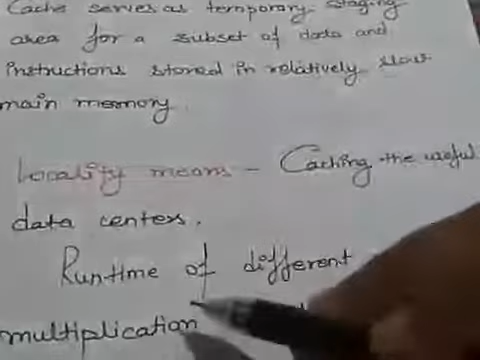 Cache serves as temporary staging
area for a subset of data and
instructions stored in relatively slow
main memory.
Locality means - Caching the useful
data centers.
Runtime of different
multiplication